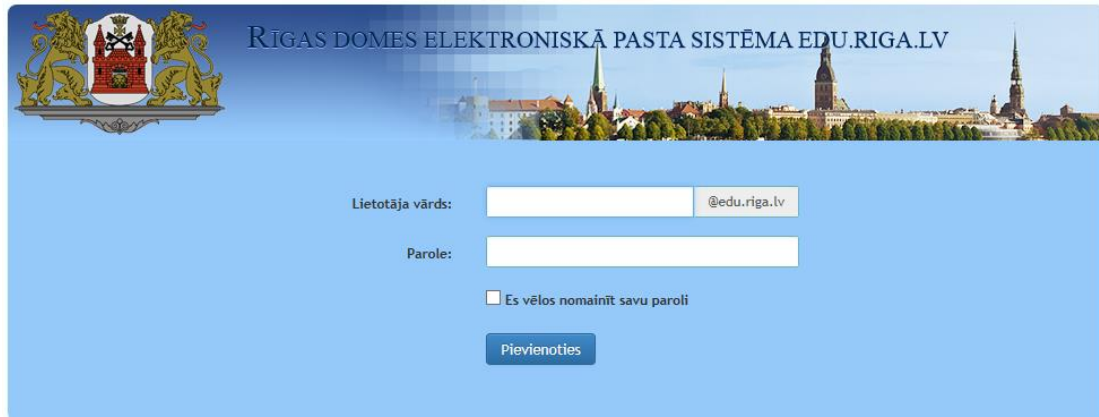 RĪGAS DOMES ELEKTRONISKĀ PASTA SISTĒMA EDU.RIGA.LV
Lietotāja vārds: @edu.riga.lv
Parole:
Es vēlos nomainīt savu paroli
Pievienoties